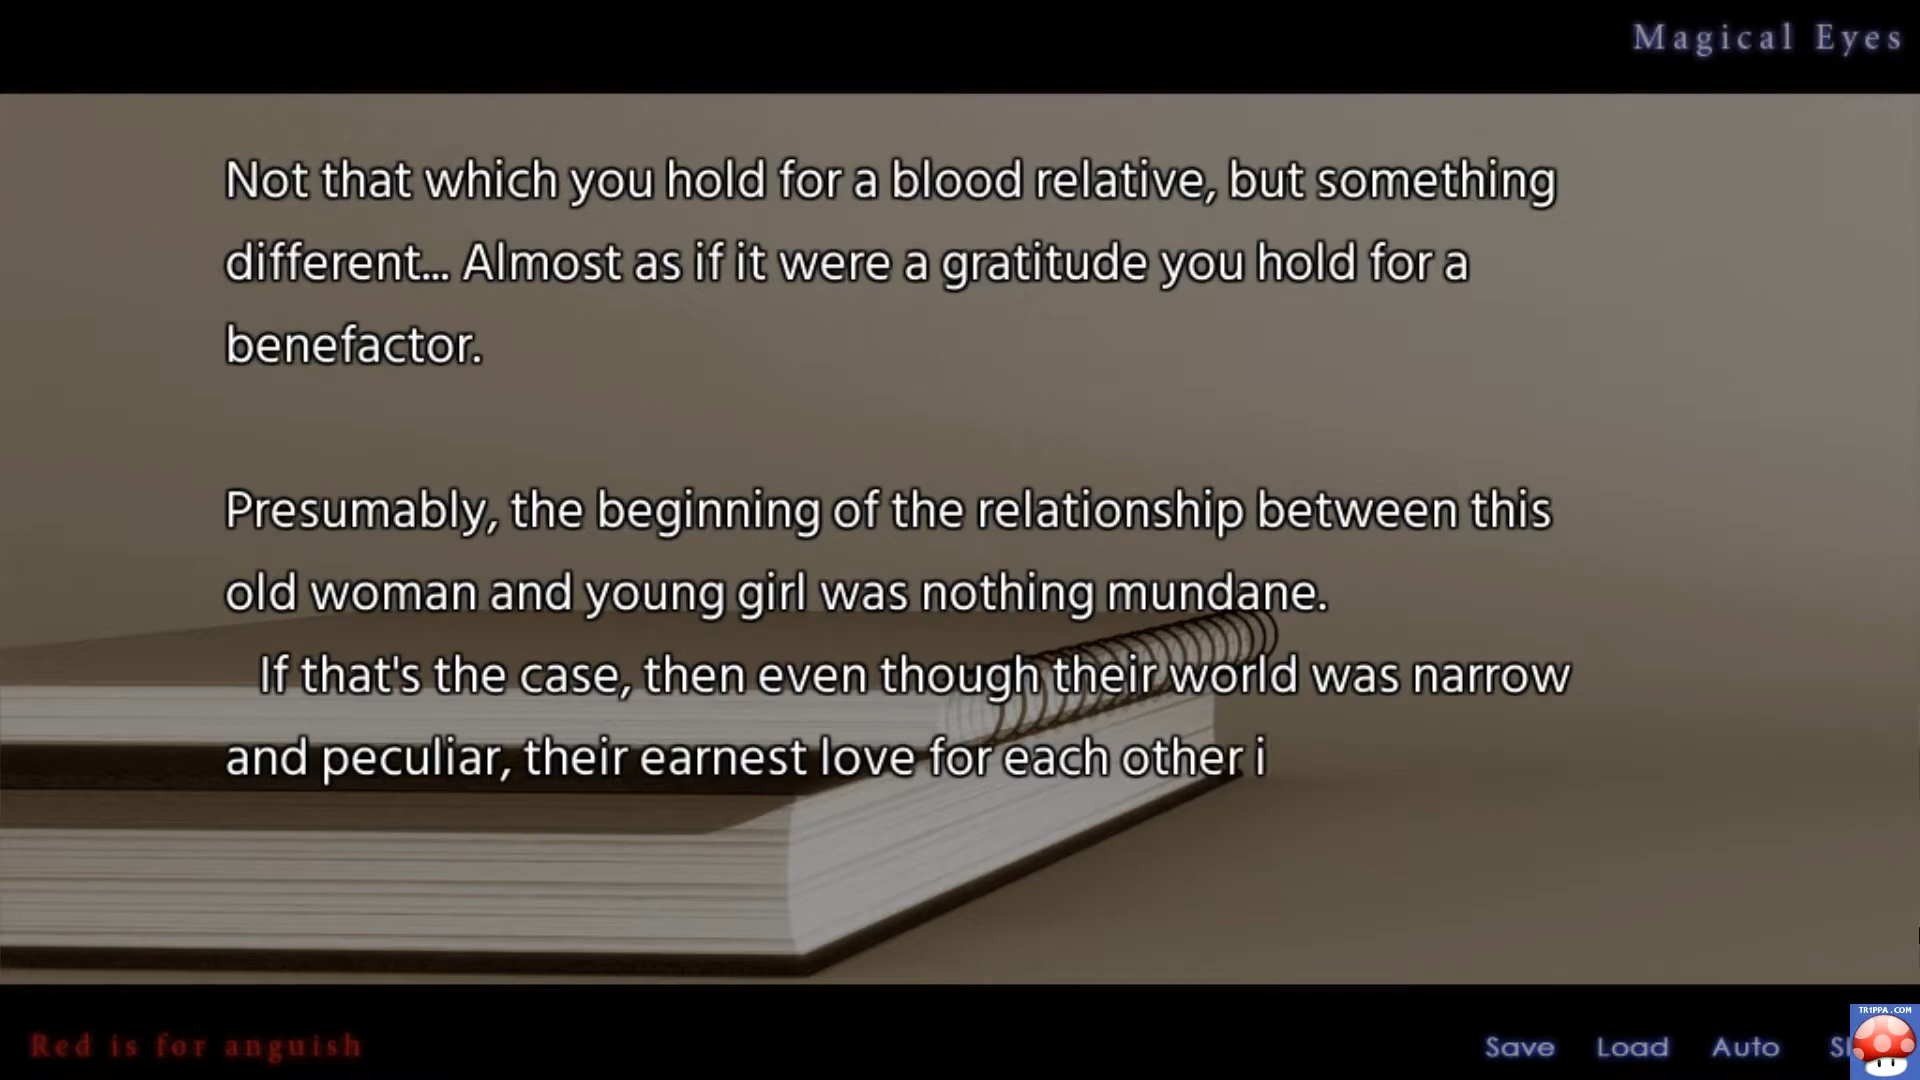 Magical Eyes
Not that which you hold for a blood relative, but something
different... Almost as if it were a gratitude you hold for a
benefactor.
Presumably, the beginning of the relationship between this
old woman and young girl was nothing mundane.
If that's the case, then even though their world was narrow
and peculiar, their earnest love for each other i
Red is for anguish
Save Load Auto
TR1PPA.COM